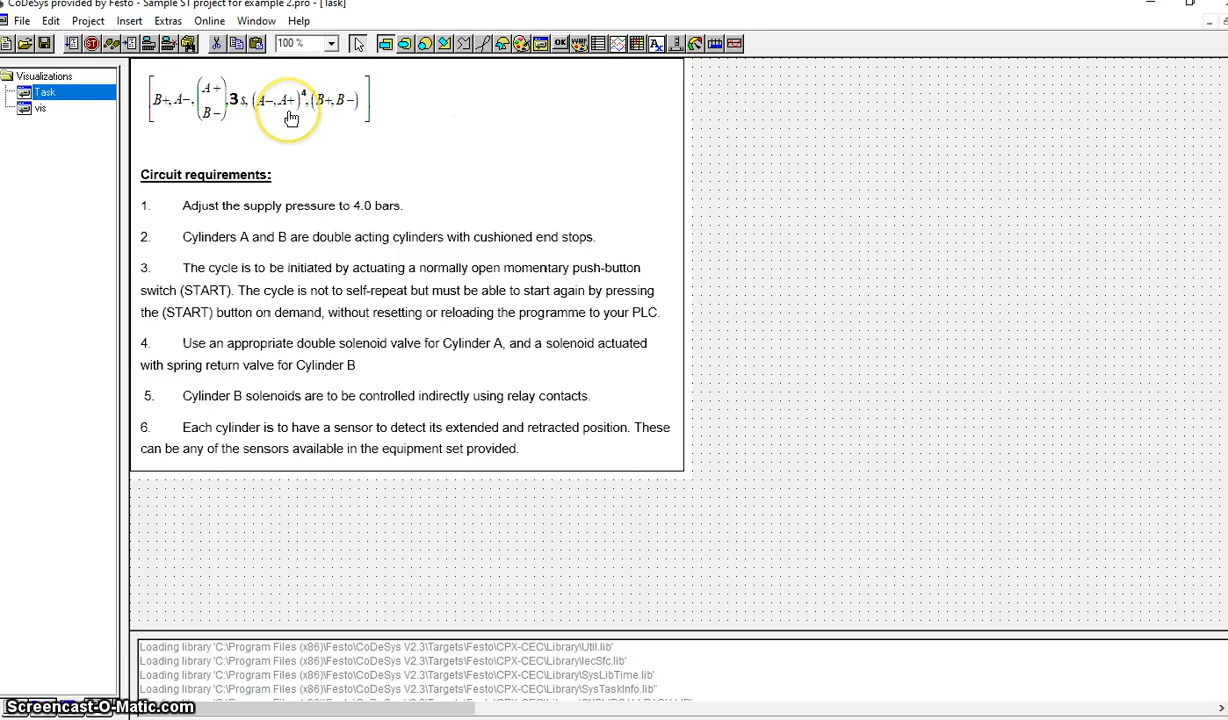 CoDeSys provided by Festo - Sample ST project for example 2.pro - [Task]
File Edit Project Insert Extras Online Window Help
100 %
OK
Visualizations
Task
vis
[B+, A−, (A+ B−), 3 s, (A−, A+)⁴, (B+, B−)]
Circuit requirements:
1. Adjust the supply pressure to 4.0 bars.
2. Cylinders A and B are double acting cylinders with cushioned end stops.
3. The cycle is to be initiated by actuating a normally open momentary push-button
switch (START). The cycle is not to self-repeat but must be able to start again by pressing
the (START) button on demand, without resetting or reloading the programme to your PLC.
4. Use an appropriate double solenoid valve for Cylinder A, and a solenoid actuated
with spring return valve for Cylinder B
5. Cylinder B solenoids are to be controlled indirectly using relay contacts.
6. Each cylinder is to have a sensor to detect its extended and retracted position. These
can be any of the sensors available in the equipment set provided.
Loading library 'C:\Program Files (x86)\Festo\CoDeSys V2.3\Targets\Festo\CPX-CEC\Library\Util.lib'
Loading library 'C:\Program Files (x86)\Festo\CoDeSys V2.3\Targets\Festo\CPX-CEC\Library\IecSfc.lib'
Loading library 'C:\Program Files (x86)\Festo\CoDeSys V2.3\Targets\Festo\CPX-CEC\Library\SysLibTime.lib'
Loading library 'C:\Program Files (x86)\Festo\CoDeSys V2.3\Targets\Festo\CPX-CEC\Library\SysTaskInfo.lib"
Screencast-O-Matic.com